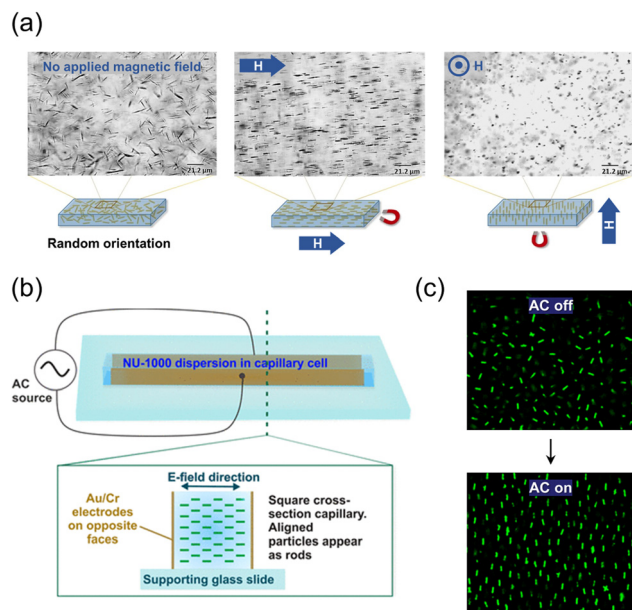 (a)
No applied magnetic field
H
H
21.2 µm
21.2 µm
21.2 µm
Random orientation
H
H
(b)
AC
source
NU-1000 dispersion in capillary cell
E-field direction
Au/Cr
electrodes
on opposite
faces
Square cross-
section capillary.
Aligned
particles appear
as rods
Supporting glass slide
(c)
AC off
AC on